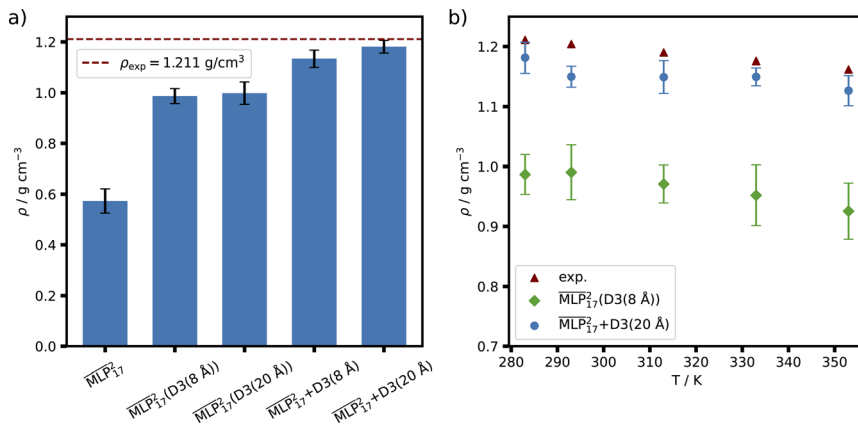 a)
ρ / g cm⁻³
1.2
1.0
0.8
0.6
0.4
0.2
0.0
ρexp = 1.211 g/cm³
MLP²₁₇
MLP²₁₇(D3(8 Å))
MLP²₁₇(D3(20 Å))
MLP²₁₇+D3(8 Å)
MLP²₁₇+D3(20 Å)
b)
ρ / g cm⁻³
1.2
1.1
1.0
0.9
0.8
0.7
exp.
MLP²₁₇(D3(8 Å))
MLP²₁₇+D3(20 Å)
280 290 300 310 320 330 340 350
T / K